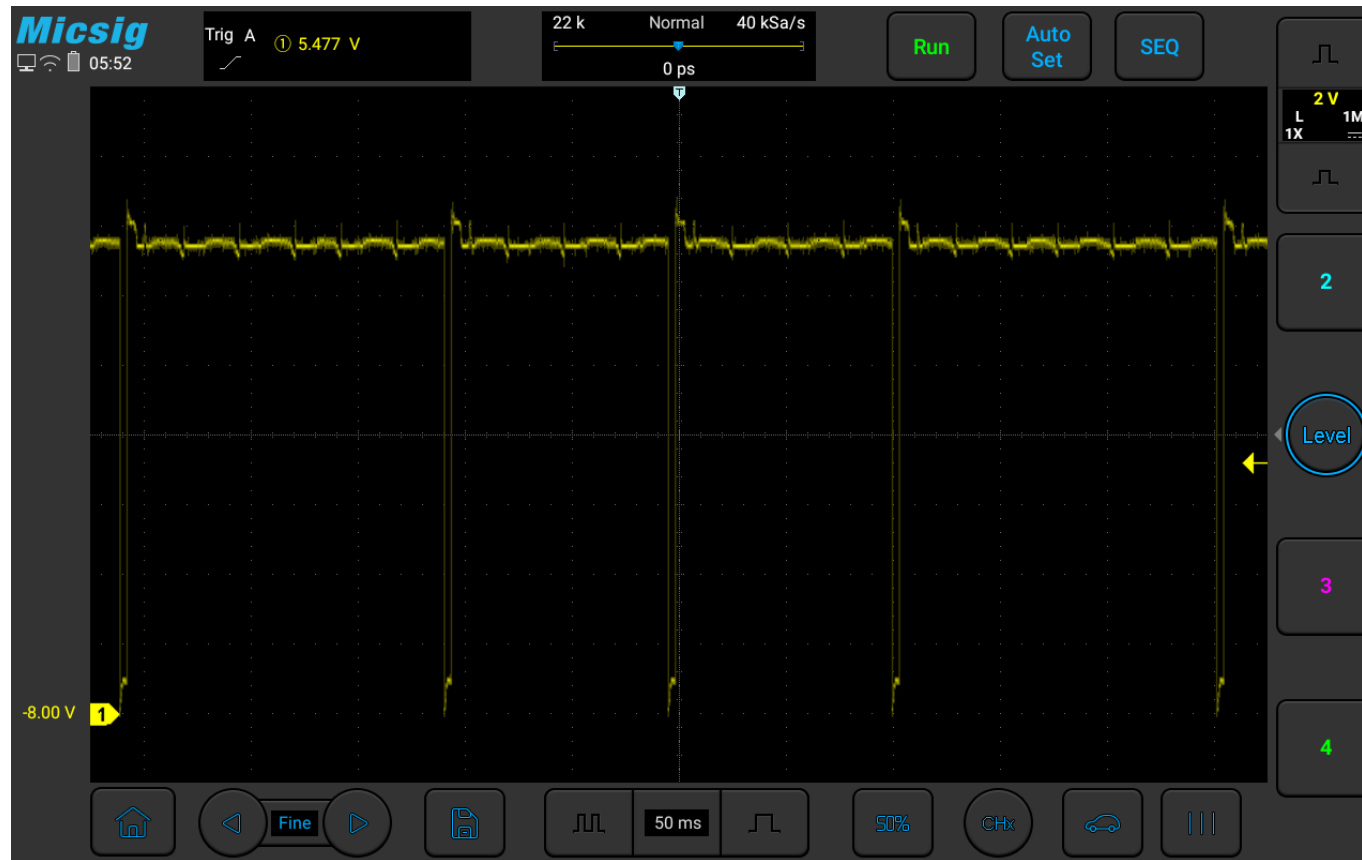 Micsig
05:52
Trig A
① 5.477 V
22 k Normal 40 kSa/s
0 ps
Run
Auto
Set
SEQ
T
2 V
L 1M
1X
2
Level
3
4
-8.00 V
1
Fine
50 ms
50%
CHx